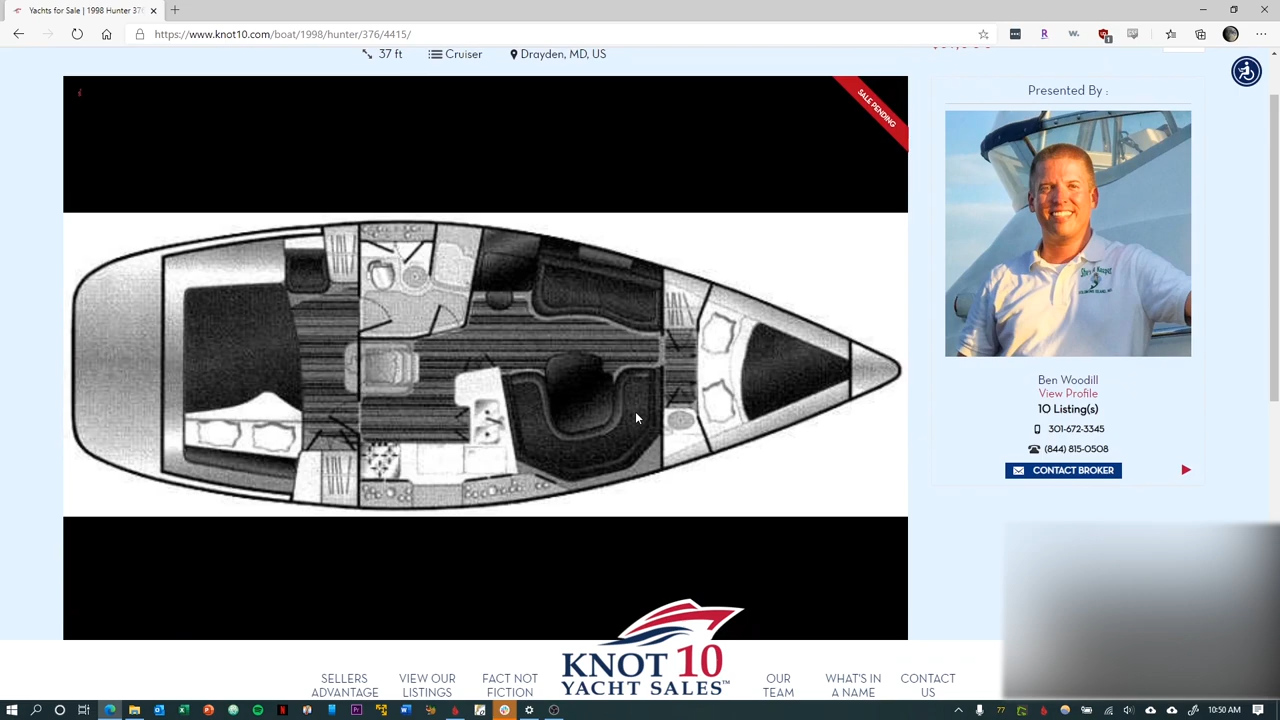 Yachts for Sale | 1998 Hunter 376
https://www.knot10.com/boat/1998/hunter/376/4415/
37 ft
Cruiser
Drayden, MD, US
SALE PENDING
Presented By :
Ben Woodill
View Profile
10 Listing(s)
301-672-3345
(844) 815-0508
CONTACT BROKER
KNOT 10
YACHT SALES™
SELLERS
ADVANTAGE
VIEW OUR
LISTINGS
FACT NOT
FICTION
OUR
TEAM
WHAT'S IN
A NAME
CONTACT
US
77
10:50 AM